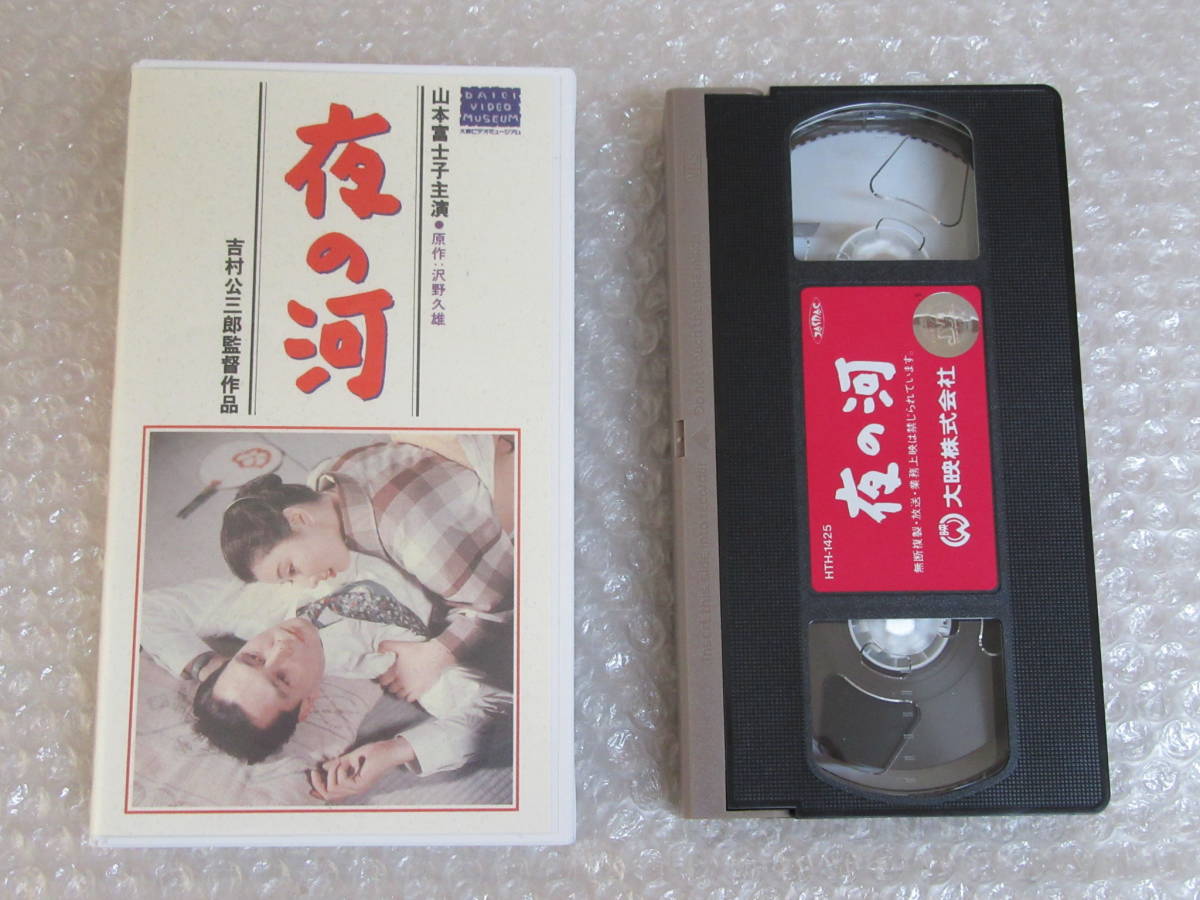 DAIEI
VIDEO
MUSEUM
大映ビデオミュージアム
山本富士子主演●原作:沢野久雄
夜の河
吉村公三郎監督作品
JASRAC
夜の河
無断複製・放送・業務上映は禁じられています。
大映株式会社
HTH-1425